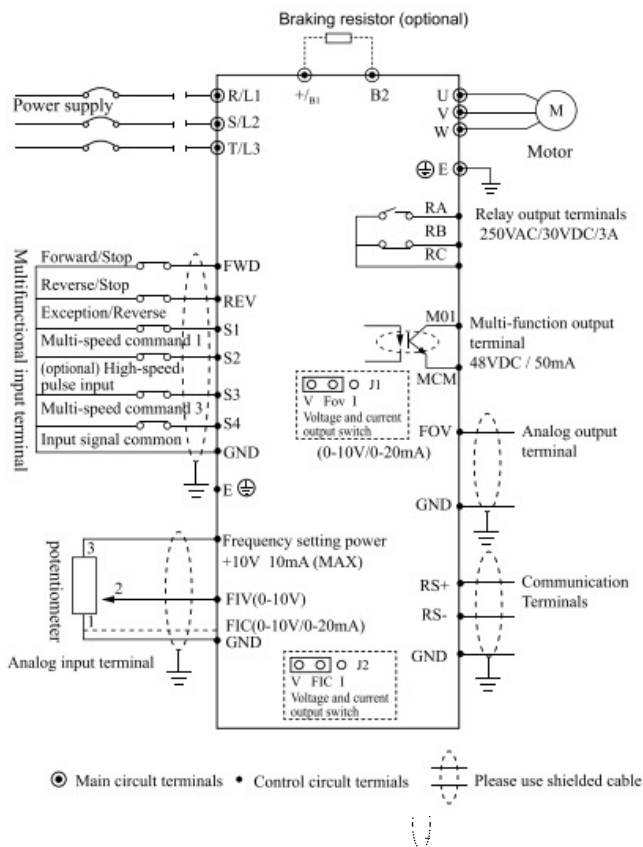 Braking resistor (optional)
+/B1
B2
Power supply
R/L1
S/L2
T/L3
U
V
W
M
Motor
E
RA
RB
RC
Relay output terminals
250VAC/30VDC/3A
Multifunctional input terminal
Forward/Stop
FWD
Reverse/Stop
REV
Exception/Reverse
S1
Multi-speed command 1
S2
(optional) High-speed
pulse input
S3
Multi-speed command 3
S4
Input signal common
GND
E
M01
MCM
Multi-function output
terminal
48VDC / 50mA
J1
V Fov I
Voltage and current
output switch
(0-10V/0-20mA)
FOV
GND
Analog output
terminal
potentiometer
3
2
1
Frequency setting power
+10V 10mA (MAX)
FIV(0-10V)
FIC(0-10V/0-20mA)
GND
Analog input terminal
RS+
RS-
GND
Communication
Terminals
J2
V FIC I
Voltage and current
output switch
Main circult terminals
Control circult termials
Please use shielded cable